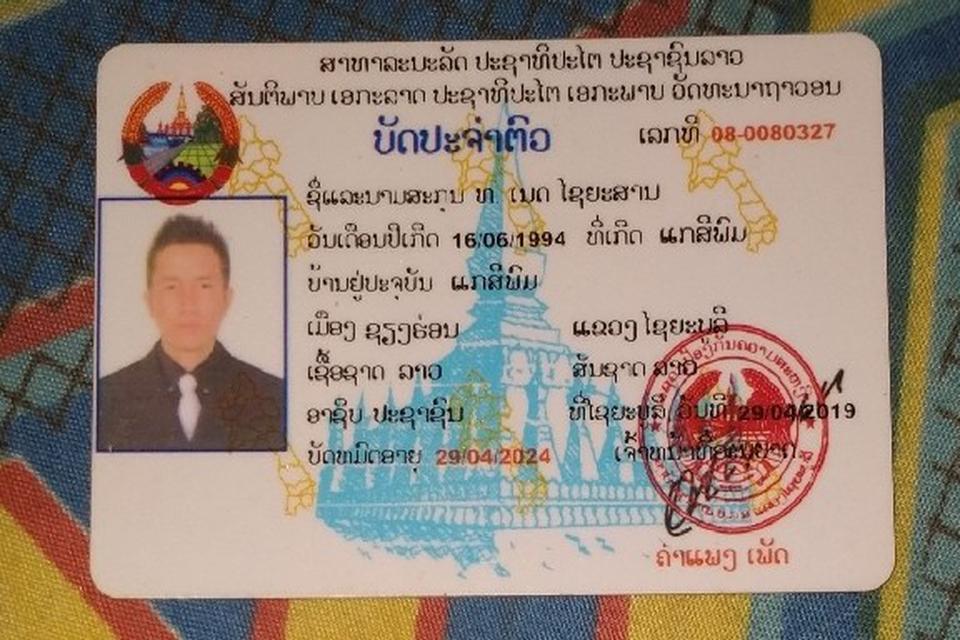 ສາທາລະນະລັດ ປະຊາທິປະໄຕ ປະຊາຊົນລາວ
ສັນຕິພາບ ເອກະລາດ ປະຊາທິປະໄຕ ເອກະພາບ ວັດທະນາຖາວອນ
ບັດປະຈຳຕົວ ເລກທີ 08-0080327
ຊື່ແລະນາມສະກຸນ ທ ເນດ ໄຊຍະສານ
ວັນເດືອນປີເກີດ 16/06/1994 ທີ່ເກີດ ແກສີພົມ
ບ້ານຢູ່ປະຈຸບັນ ແກສີພົມ
ເມືອງ ຊຽງຮ່ອນ ແຂວງ ໄຊຍະບູລີ
ເຊື້ອຊາດ ລາວ ສັນຊາດ ລາວ
ອາຊີບ ປະຊາຊົນ ທີ່ໄຊຍະບູລີ ວັນທີ 29/04/2019
ບັດຫມົດອາຍຸ 29/04/2024 ເຈົ້າຫນ້າທີ່ອະນຸຍາດ
ຄຳແພງ ເພັດ